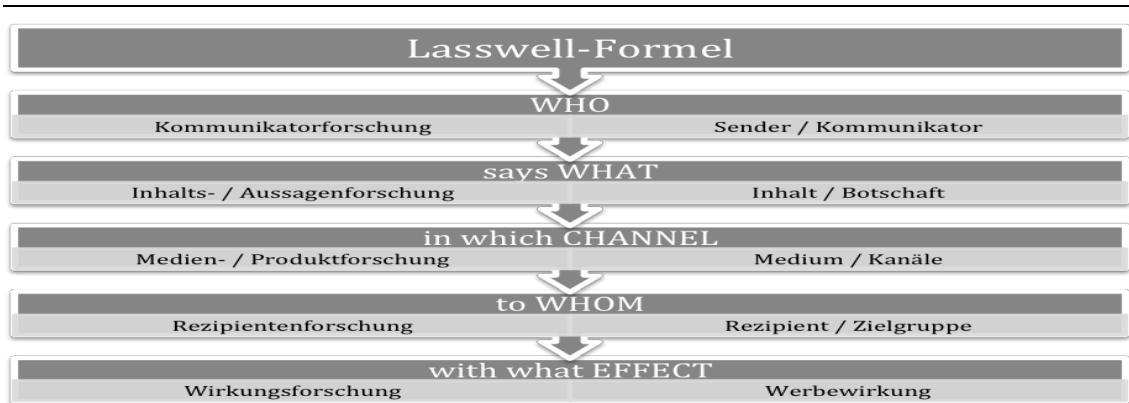 Lasswell-Formel
WHO
Kommunikatorforschung Sender / Kommunikator
says WHAT
Inhalts- / Aussagenforschung Inhalt / Botschaft
in which CHANNEL
Medien- / Produktforschung Medium / Kanäle
to WHOM
Rezipientenforschung Rezipient / Zielgruppe
with what EFFECT
Wirkungsforschung Werbewirkung